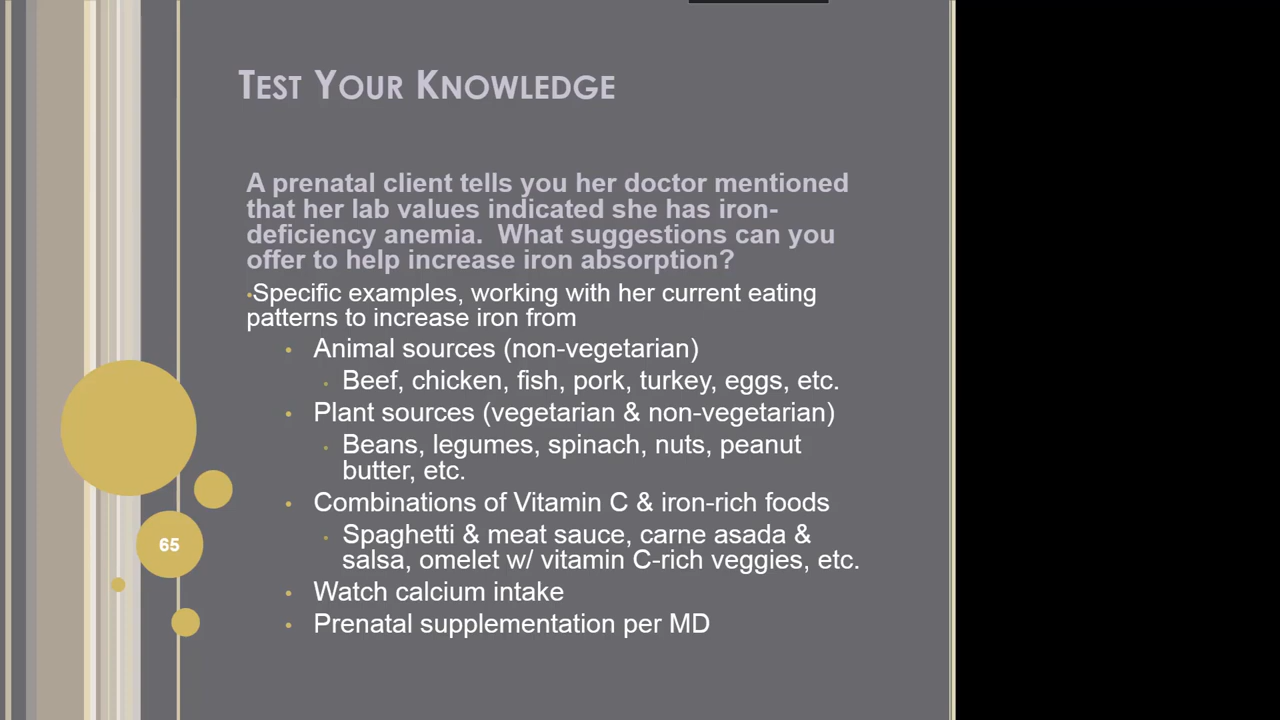 Test Your Knowledge
A prenatal client tells you her doctor mentioned
that her lab values indicated she has iron-
deficiency anemia.  What suggestions can you
offer to help increase iron absorption?
•Specific examples, working with her current eating
patterns to increase iron from
• Animal sources (non-vegetarian)
• Beef, chicken, fish, pork, turkey, eggs, etc.
• Plant sources (vegetarian & non-vegetarian)
• Beans, legumes, spinach, nuts, peanut
butter, etc.
• Combinations of Vitamin C & iron-rich foods
• Spaghetti & meat sauce, carne asada &
salsa, omelet w/ vitamin C-rich veggies, etc.
• Watch calcium intake
• Prenatal supplementation per MD
65